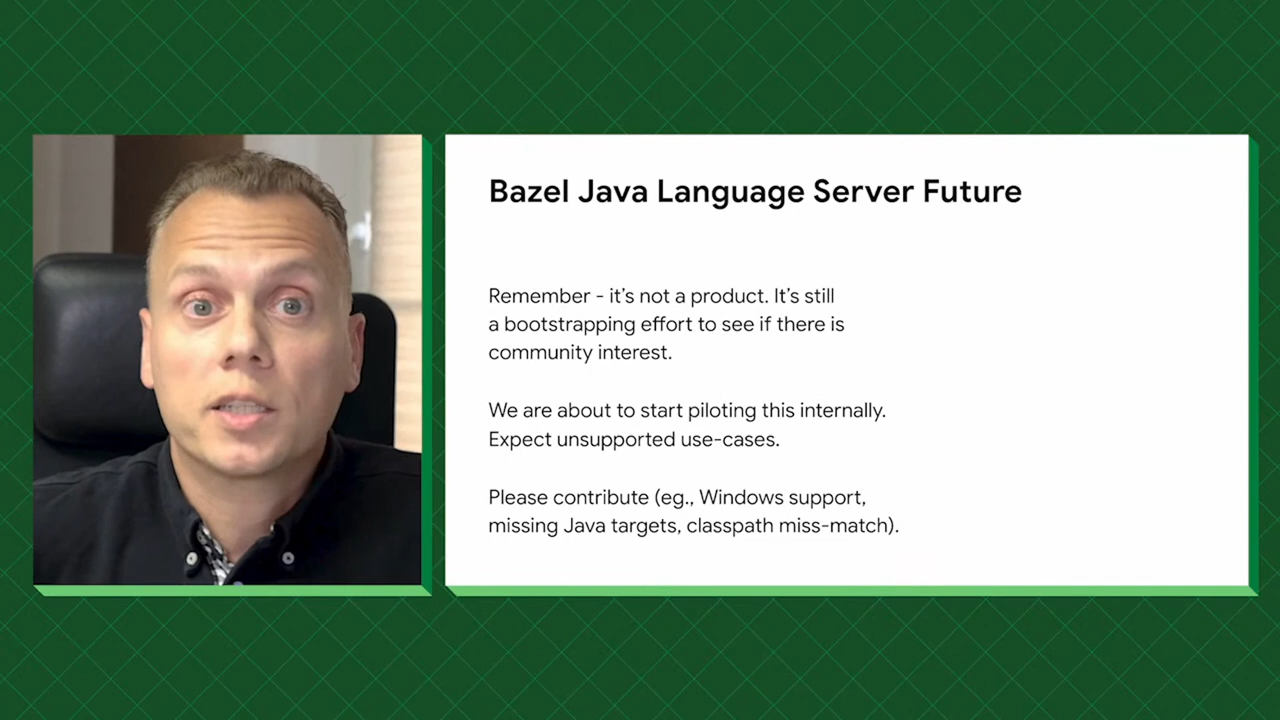 Bazel Java Language Server Future
Remember - it's not a product. It's still
a bootstrapping effort to see if there is
community interest.
We are about to start piloting this internally.
Expect unsupported use-cases.
Please contribute (eg., Windows support,
missing Java targets, classpath miss-match).